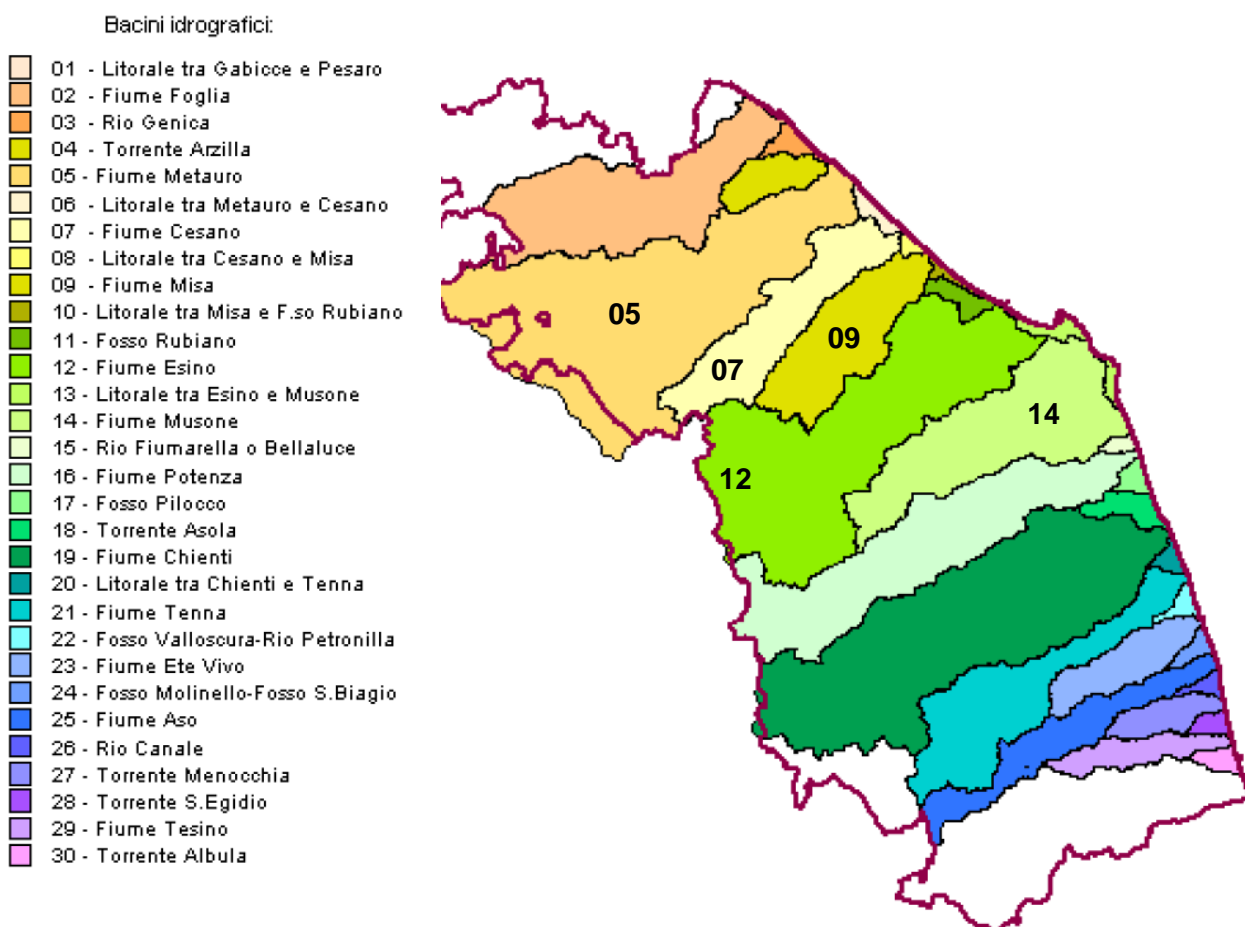 Bacini idrografici:
01 - Litorale tra Gabicce e Pesaro
02 - Fiume Foglia
03 - Rio Genica
04 - Torrente Arzilla
05 - Fiume Metauro
06 - Litorale tra Metauro e Cesano
07 - Fiume Cesano
08 - Litorale tra Cesano e Misa
09 - Fiume Misa
10 - Litorale tra Misa e F.so Rubiano
11 - Fosso Rubiano
12 - Fiume Esino
13 - Litorale tra Esino e Musone
14 - Fiume Musone
15 - Rio Fiumarella o Bellaluce
16 - Fiume Potenza
17 - Fosso Pilocco
18 - Torrente Asola
19 - Fiume Chienti
20 - Litorale tra Chienti e Tenna
21 - Fiume Tenna
22 - Fosso Valloscura-Rio Petronilla
23 - Fiume Ete Vivo
24 - Fosso Molinello-Fosso S.Biagio
25 - Fiume Aso
26 - Rio Canale
27 - Torrente Menocchia
28 - Torrente S.Egidio
29 - Fiume Tesino
30 - Torrente Albula
05
09
07
14
12